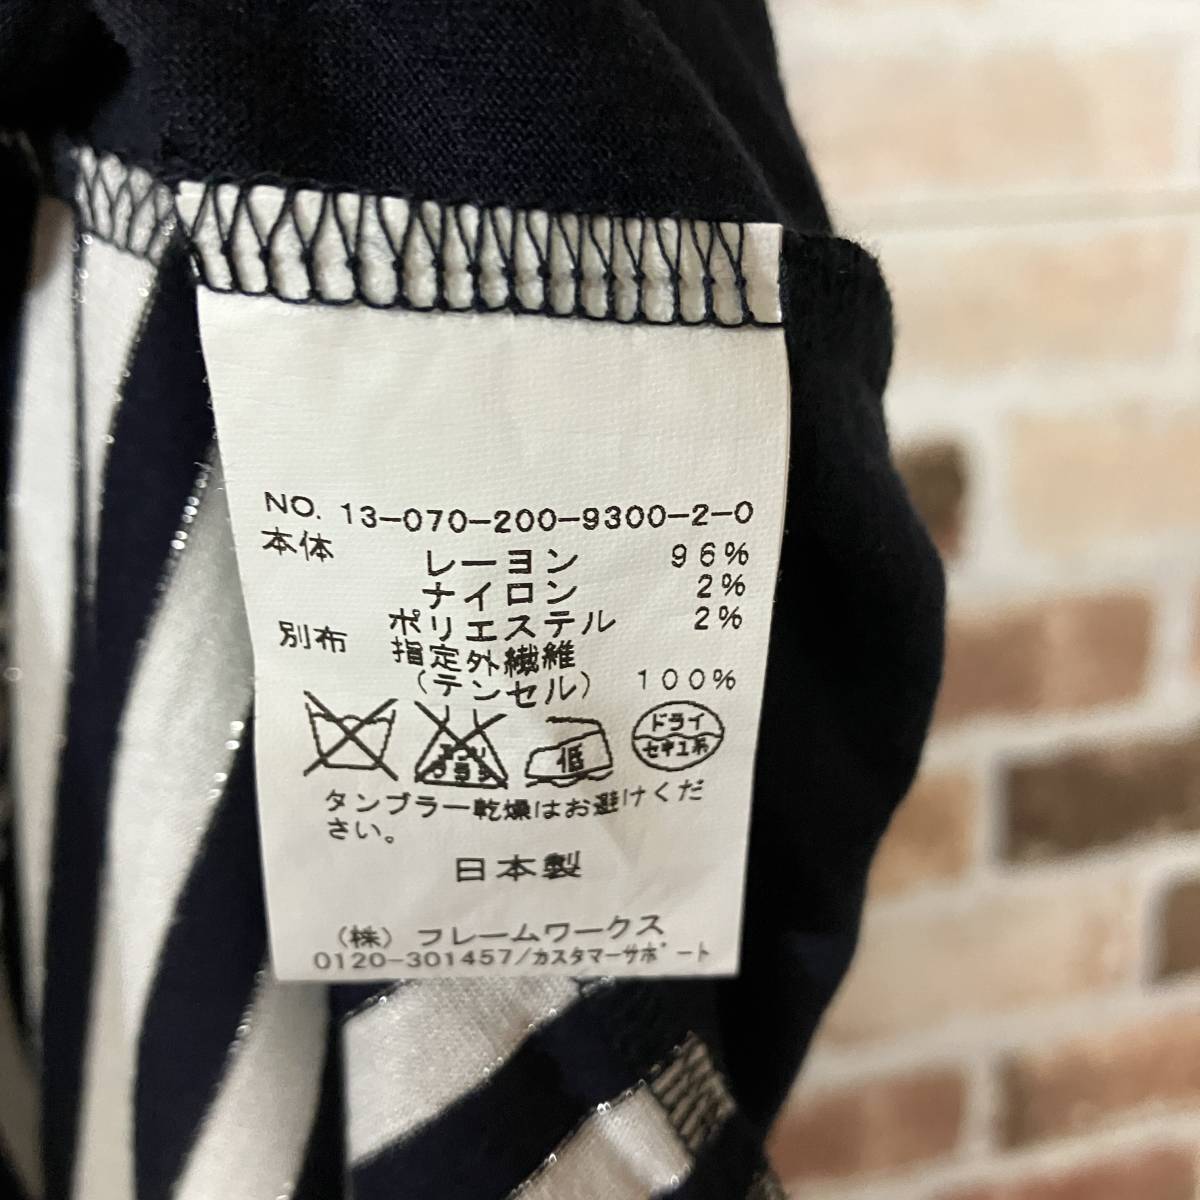 NO. 13-070-200-9300-2-0
本体 レーヨン 96%
ナイロン 2%
ポリエステル 2%
別布 指定外繊維
(テンセル) 100%
低
ドライ
セキユ系
タンブラー乾燥はお避けくだ
さい。
日本製
(株) フレームワークス
0120-301457/カスタマーサポート